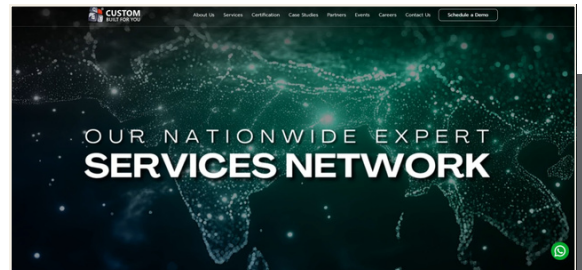 CUSTOM
BUILT FOR YOU
About Us Services Certification Case Studies Partners Events Careers Contact Us Schedule a Demo
OUR NATIONWIDE EXPERT
SERVICES NETWORK